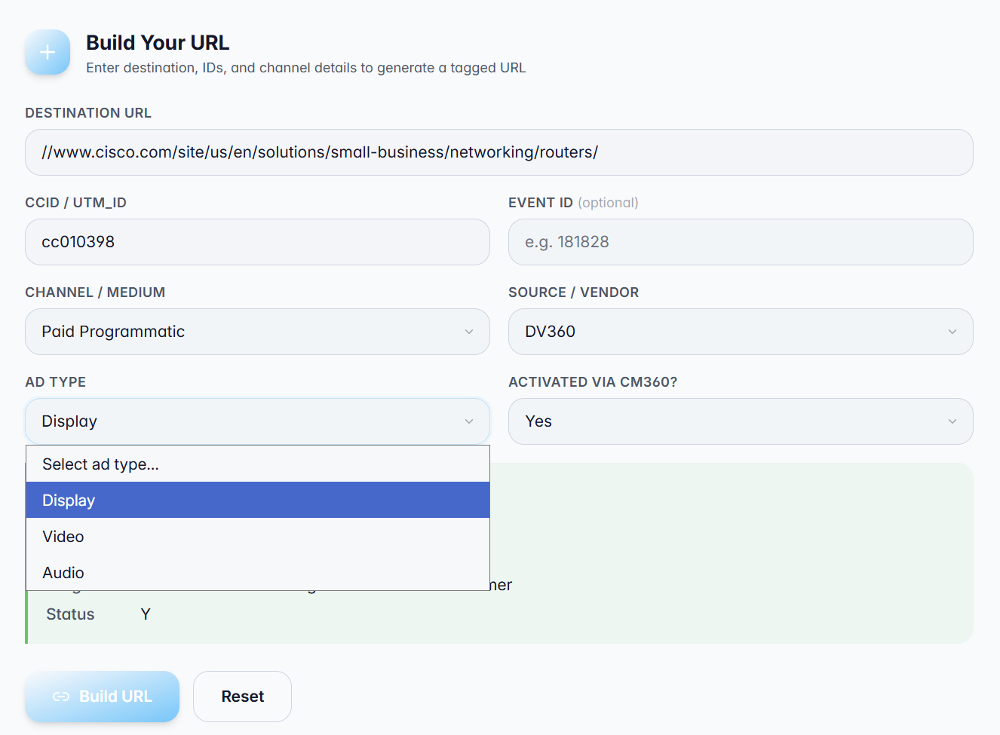 Build Your URL
Enter destination, IDs, and channel details to generate a tagged URL
DESTINATION URL
//www.cisco.com/site/us/en/solutions/small-business/networking/routers/
CCID / UTM_ID
EVENT ID (optional)
cc010398
e.g. 181828
CHANNEL / MEDIUM
SOURCE / VENDOR
Paid Programmatic
DV360
AD TYPE
ACTIVATED VIA CM360?
Display
Yes
Select ad type...
Display
Video
Audio
Status Y
Build URL
Reset